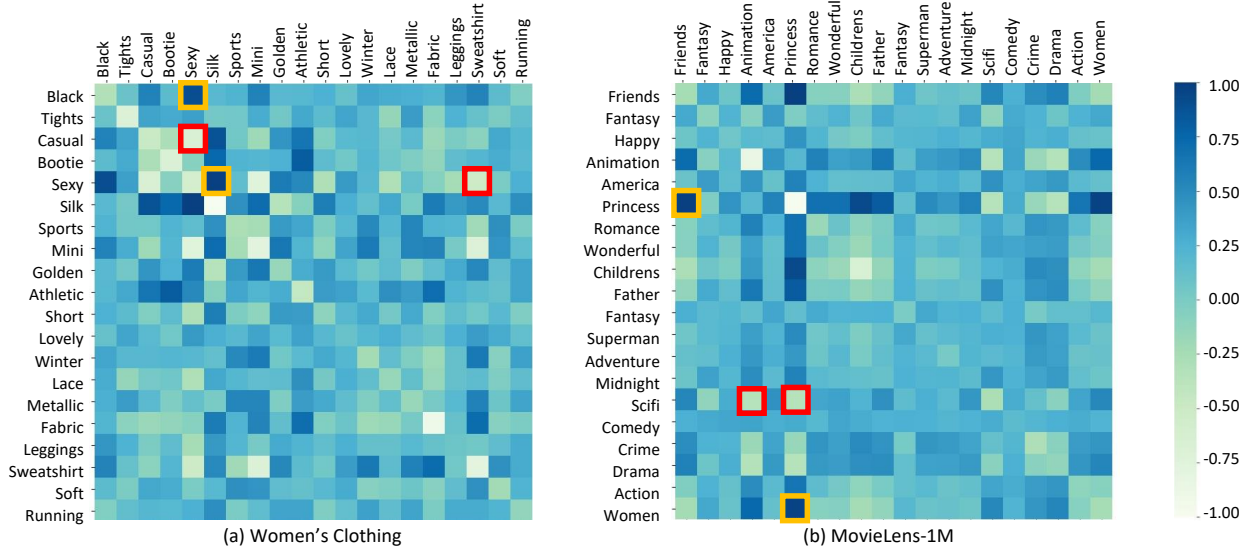 Black
Tights
Casual
Bootie
Sexy
Silk
Sports
Mini
Golden
Athletic
Short
Lovely
Winter
Lace
Metallic
Fabric
Leggings
Sweatshirt
Soft
Running
Black
Tights
Casual
Bootie
Sexy
Silk
Sports
Mini
Golden
Athletic
Short
Lovely
Winter
Lace
Metallic
Fabric
Leggings
Sweatshirt
Soft
Running
(a) Women's Clothing
Friends
Fantasy
Happy
Animation
America
Princess
Romance
Wonderful
Childrens
Father
Fantasy
Superman
Adventure
Midnight
Scifi
Comedy
Crime
Drama
Action
Women
Friends
Fantasy
Happy
Animation
America
Princess
Romance
Wonderful
Childrens
Father
Fantasy
Superman
Adventure
Midnight
Scifi
Comedy
Crime
Drama
Action
Women
(b) MovieLens-1M
1.00
0.75
0.50
0.25
0.00
-0.25
-0.50
-0.75
-1.00